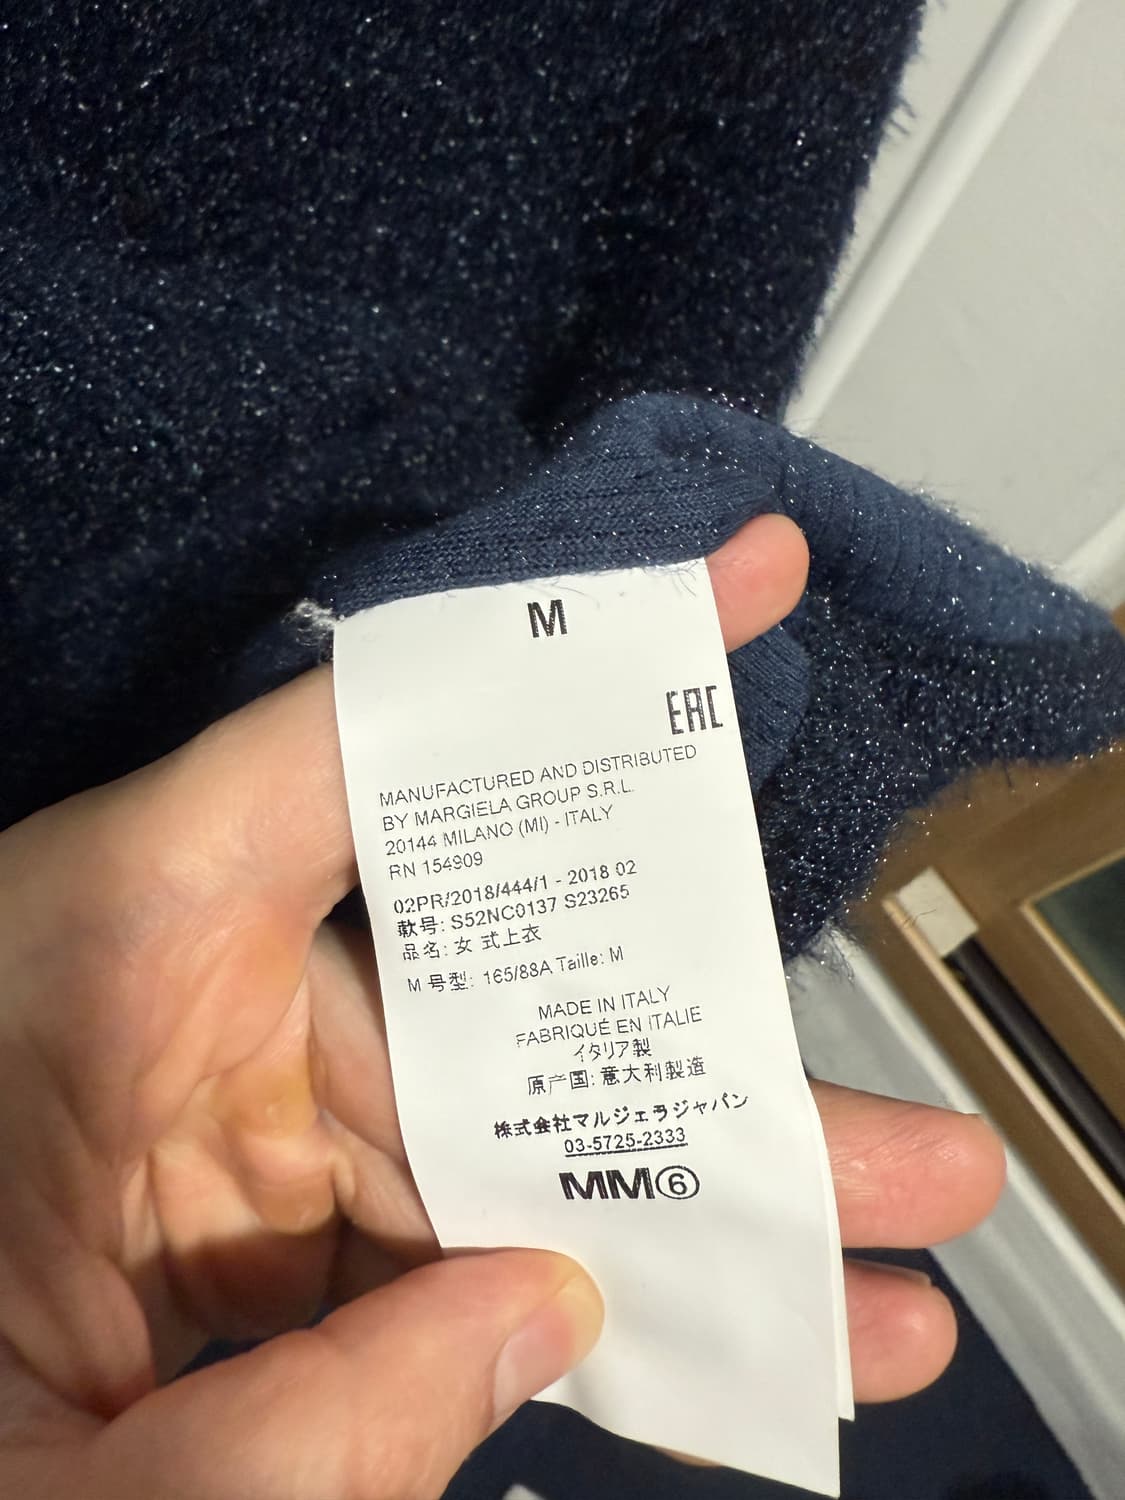 M
EAC
MANUFACTURED AND DISTRIBUTED
BY MARGIELA GROUP S.R.L.
20144 MILANO (MI) - ITALY
RN 154909
02PR/2018/444/1 - 2018 02
款号: S52NC0137 S23265
品名: 女 式上衣
M 号型: 165/88A Taille: M
MADE IN ITALY
FABRIQUÉ EN ITALIE
イタリア製
原产国: 意大利製造
株式会社マルジェラジャパン
03-5725-2333
MM⑥